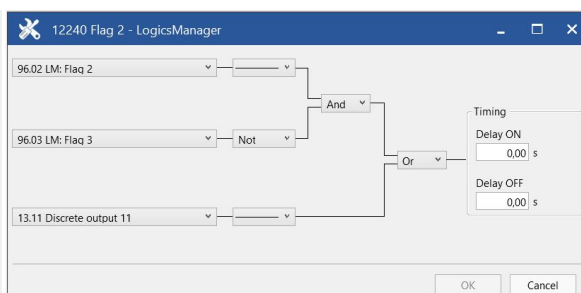 12240 Flag 2 - LogicsManager
96.02 LM: Flag 2
And
Timing
Delay ON
96.03 LM: Flag 3
Not
0,00 s
Or
Delay OFF
0,00 s
13.11 Discrete output 11
OK
Cancel